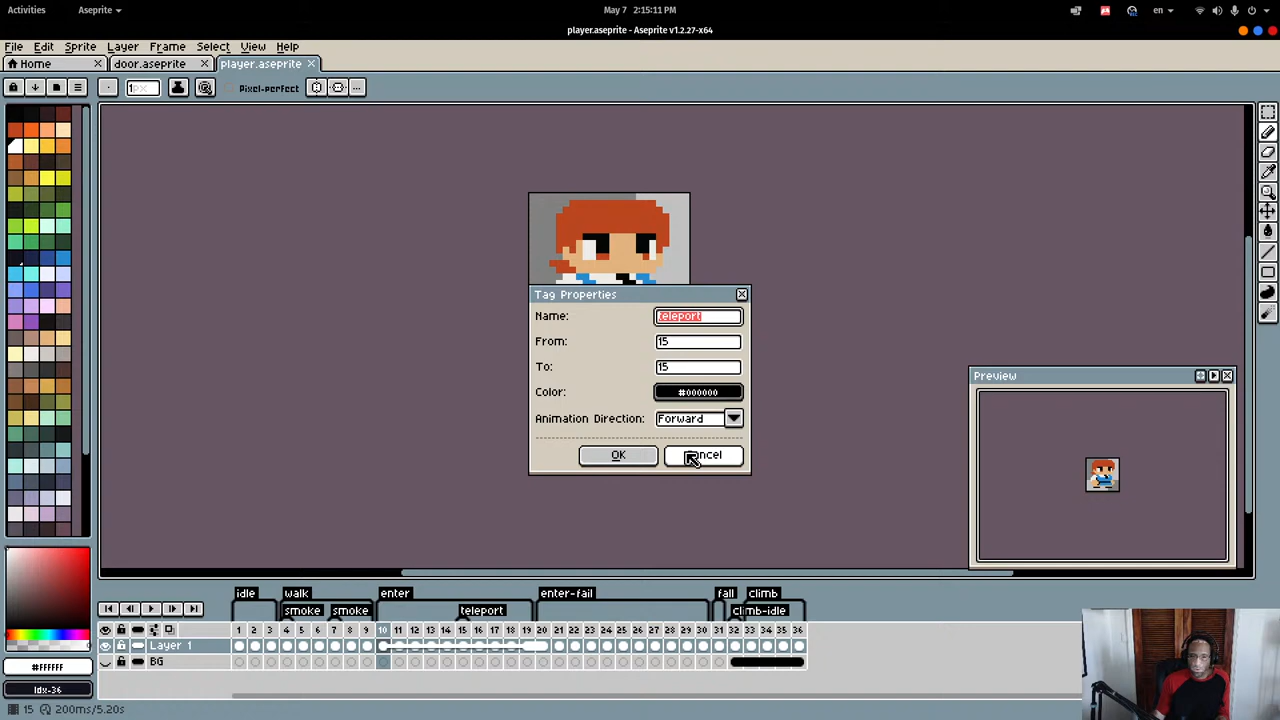 Activities
Aseprite
May 7 2:15:11 PM
en
player.aseprite - Aseprite v1.2.27-x64
File Edit Sprite Layer Frame Select View Help
Home
door.aseprite
player.aseprite
1px
Pixel-perfect
Tag Properties
Name: teleport
From: 15
To: 15
Color: #000000
Animation Direction: Forward
OK
Preview
idle walk enter enter-fail fall climb
smoke smoke teleport climb-idle
1 2 3 4 5 6 7 8 9 10 11 12 13 14 15 16 17 18 19 20 21 22 23 24 25 26 27 28 29 30 31 32 33 34 35 36
Layer 1
BG
#FFFFFF
Idx-36
15 200ms/5.20s